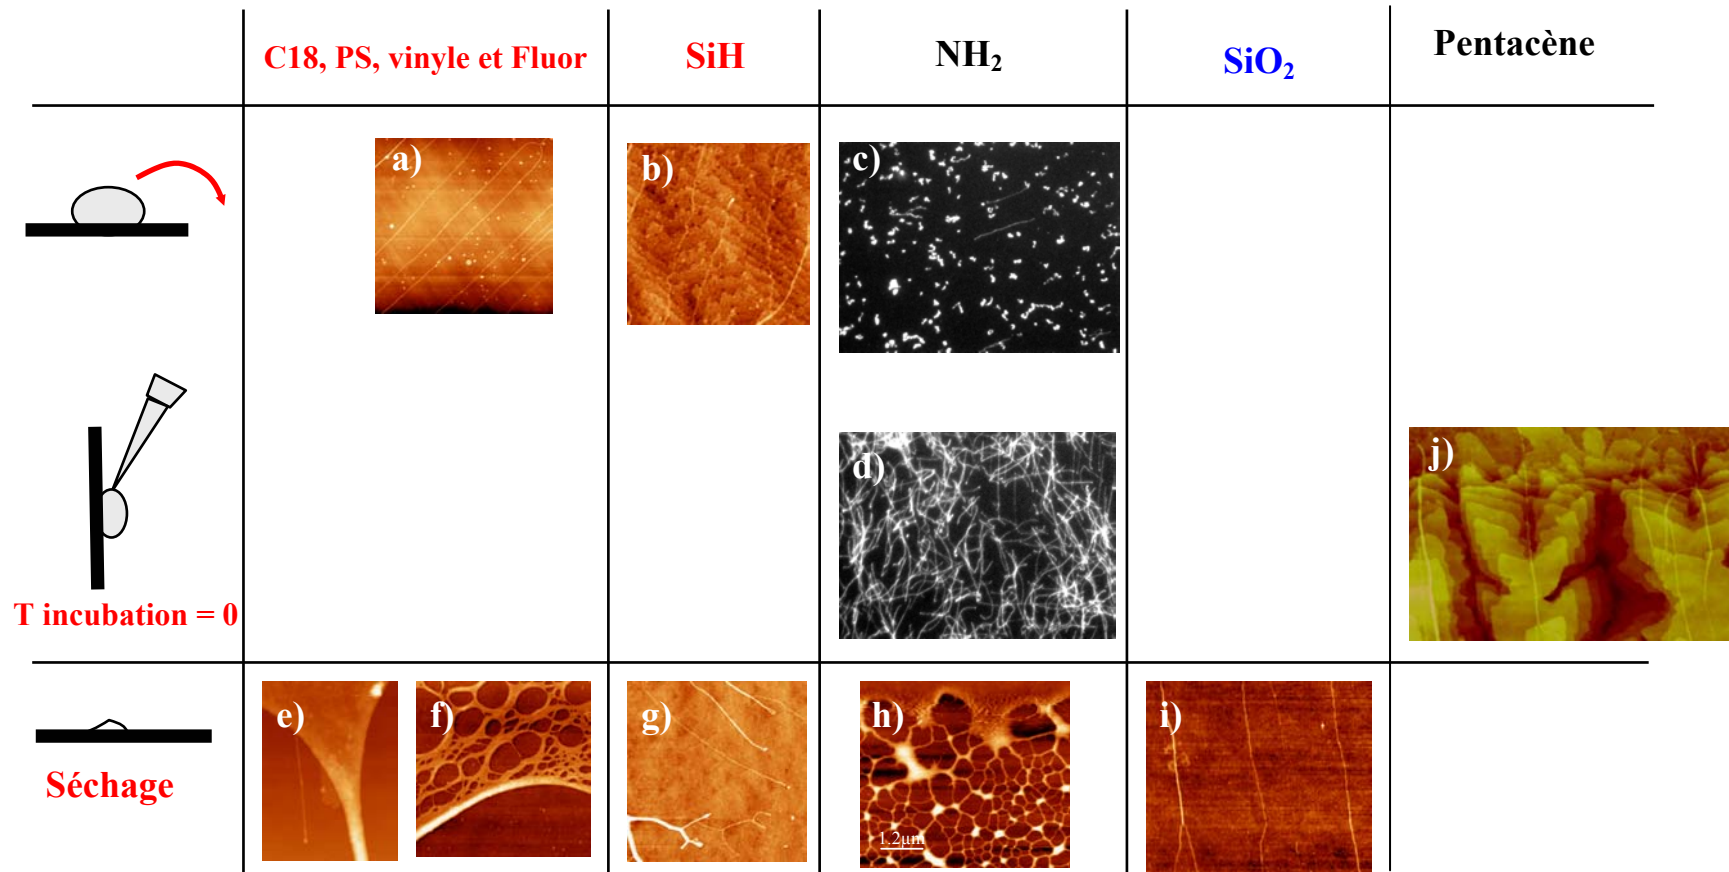 C18, PS, vinyle et Fluor
SiH
NH₂
SiO₂
Pentacène
a)
b)
c)
d)
j)
T incubation = 0
e)
f)
g)
h)
i)
Séchage
1.2µm